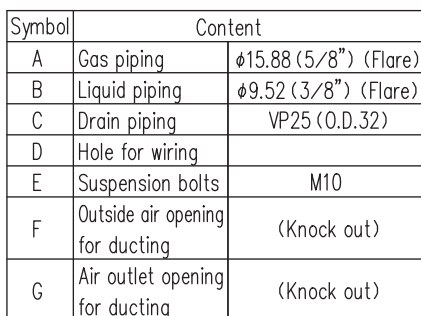 Symbol Content
A Gas piping ϕ15.88 (5/8") (Flare)
B Liquid piping ϕ9.52 (3/8") (Flare)
C Drain piping VP25 (O.D.32)
D Hole for wiring
E Suspension bolts M10
F Outside air opening for ducting (Knock out)
G Air outlet opening for ducting (Knock out)